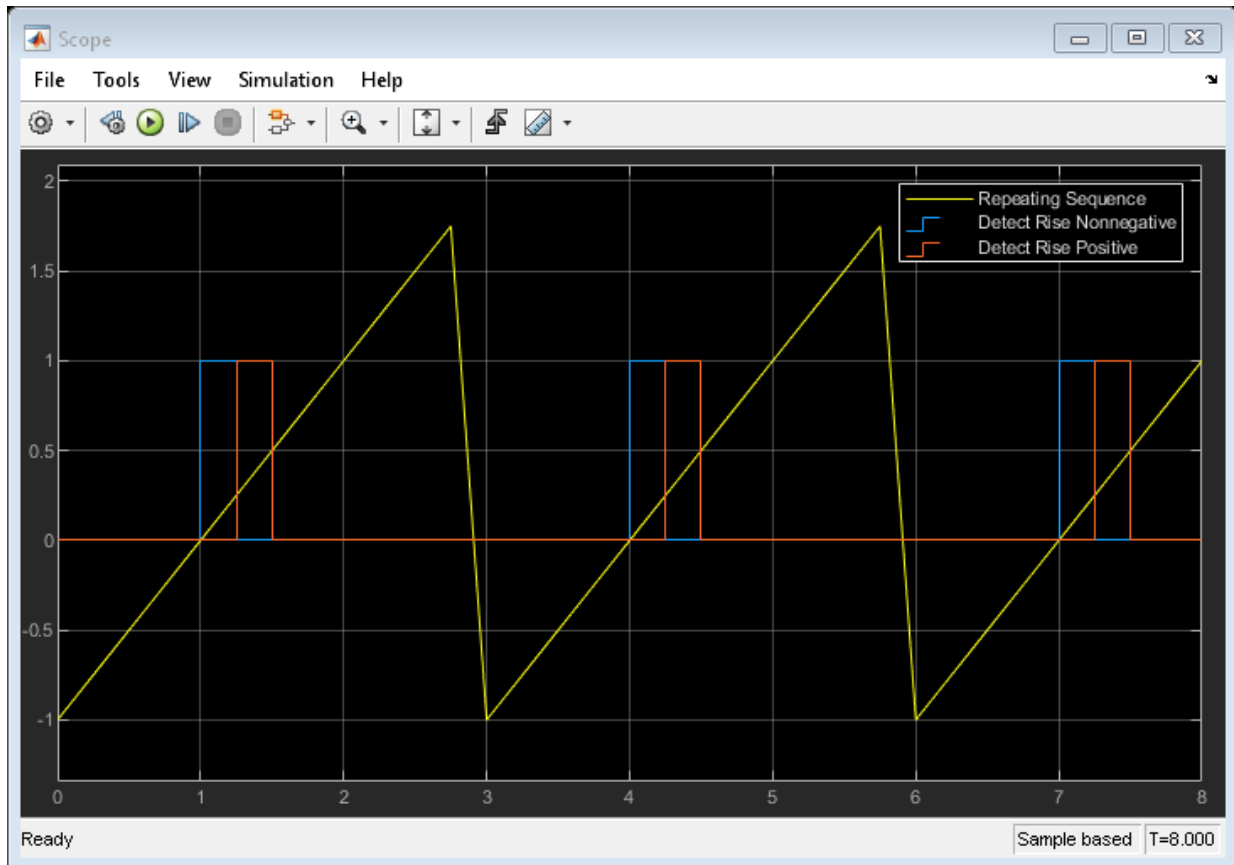 Scope
File Tools View Simulation Help
2
1.5
1
0.5
0
-0.5
-1
Repeating Sequence
Detect Rise Nonnegative
Detect Rise Positive
0 1 2 3 4 5 6 7 8
Ready Sample based T=8.000